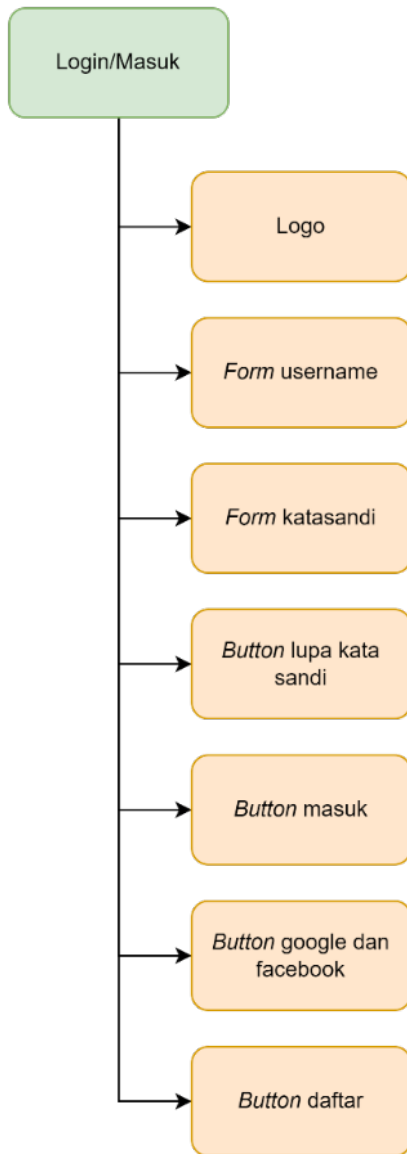 Login/Masuk
Logo
Form username
Form katasandi
Button lupa kata
sandi
Button masuk
Button google dan
facebook
Button daftar